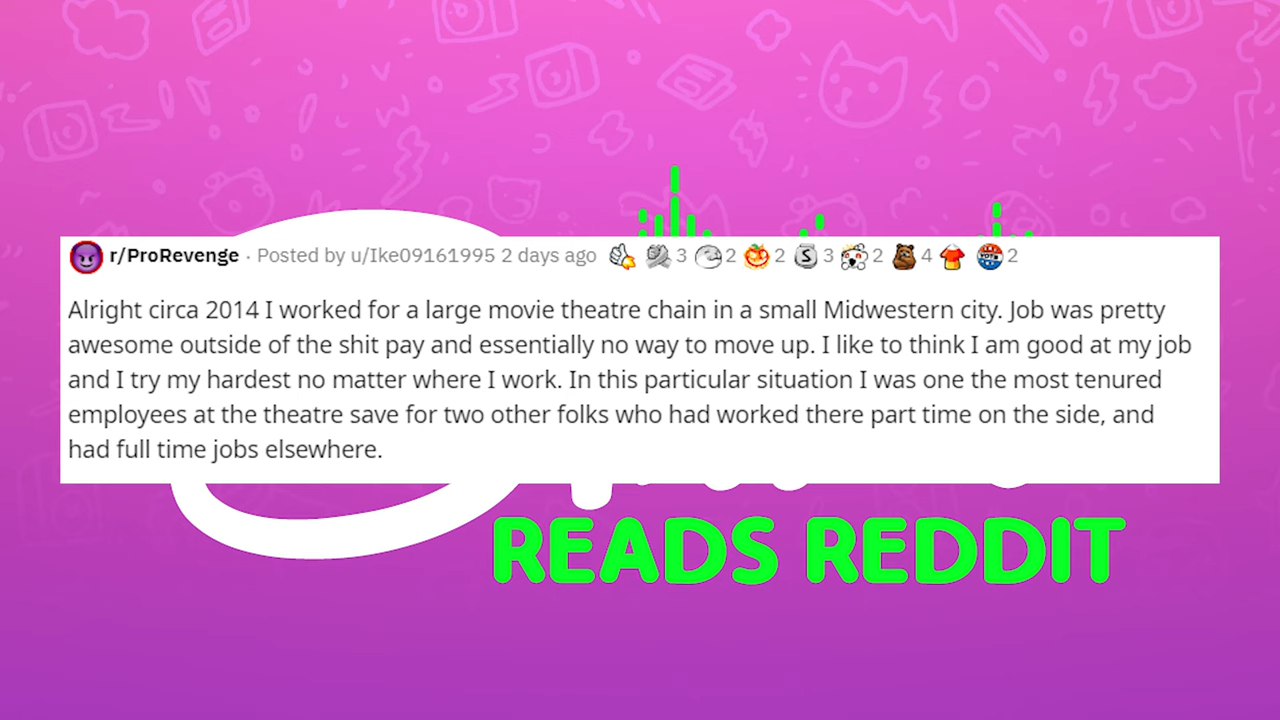 r/ProRevenge · Posted by u/Ike09161995 2 days ago 3 2 2 3 2 4 2
Alright circa 2014 I worked for a large movie theatre chain in a small Midwestern city. Job was pretty
awesome outside of the shit pay and essentially no way to move up. I like to think I am good at my job
and I try my hardest no matter where I work. In this particular situation I was one the most tenured
employees at the theatre save for two other folks who had worked there part time on the side, and
had full time jobs elsewhere.
READS REDDIT